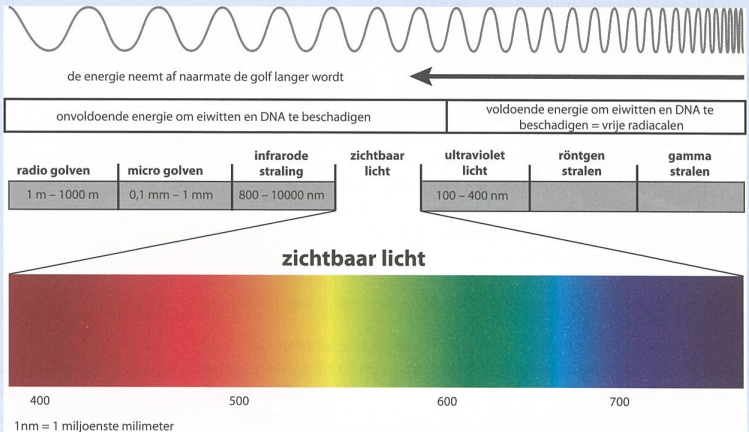 de energie neemt af naarmate de golf langer wordt
onvoldoende energie om eiwitten en DNA te beschadigen
voldoende energie om eiwitten en DNA te
beschadigen = vrije radiacalen
radio golven
micro golven
infrarode
straling
zichtbaar
licht
ultraviolet
licht
röntgen
stralen
gamma
stralen
1 m – 1000 m
0,1 mm – 1 mm
800 – 10000 nm
100 – 400 nm
zichtbaar licht
400
500
600
700
1nm = 1 miljoenste milimeter